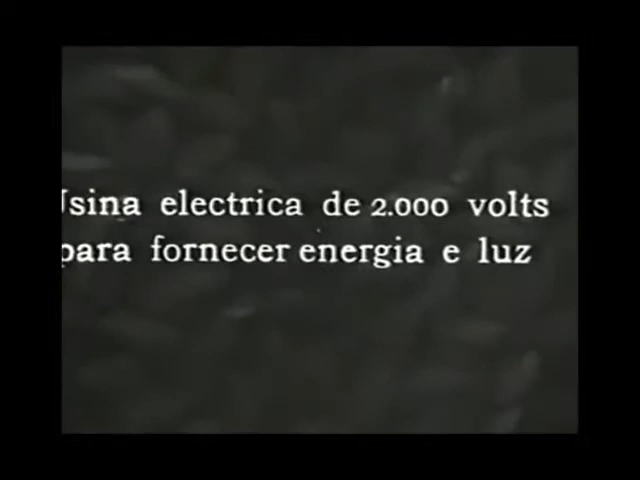 Usina electrica de 2.000 volts
para fornecer energia e luz